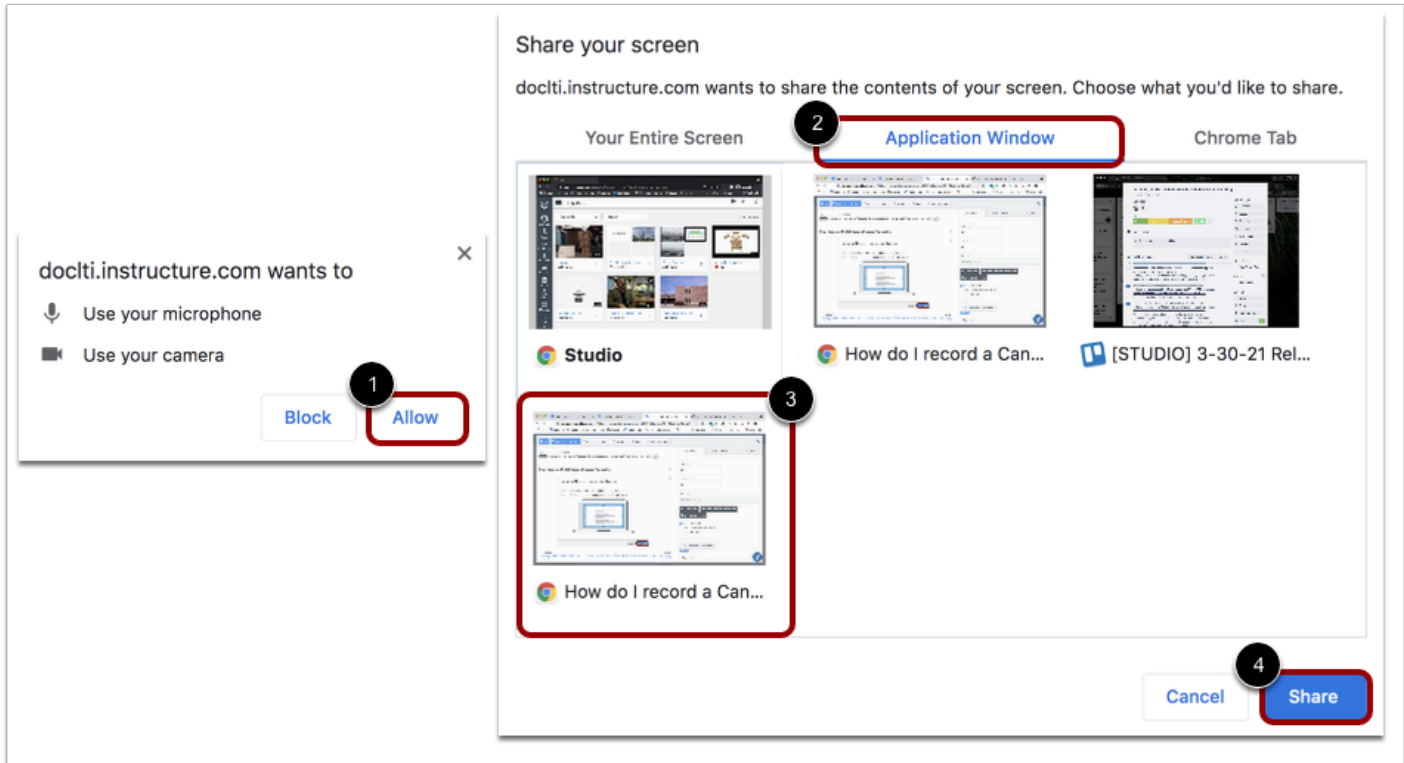 doclti.instructure.com wants to
Use your microphone
Use your camera
1
Block
Allow
Share your screen
doclti.instructure.com wants to share the contents of your screen. Choose what you'd like to share.
2
Your Entire Screen
Application Window
Chrome Tab
Studio
How do I record a Can...
[STUDIO] 3-30-21 Rel...
3
How do I record a Can...
4
Cancel
Share